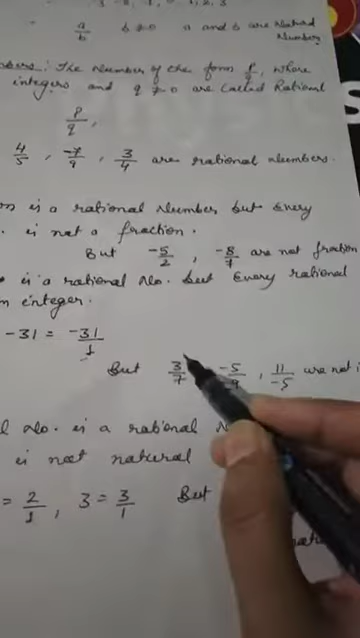 a/b b ≠ 0 a and b are Natural
Number
The Number of the form p/q, where
integers and q ≠ 0 are called Rational
p/q,
4/5, -7/9, 3/4 are rational numbers.
is a rational Number but Every
is not a fraction.
But -5/2, -8/7 are not fraction
is a rational No. but Every rational
integer.
-31 = -31/1
But 3/7 -5/9, 11/-5 are not
No. is a rational
is not natural
= 2/1, 3 = 3/1 But